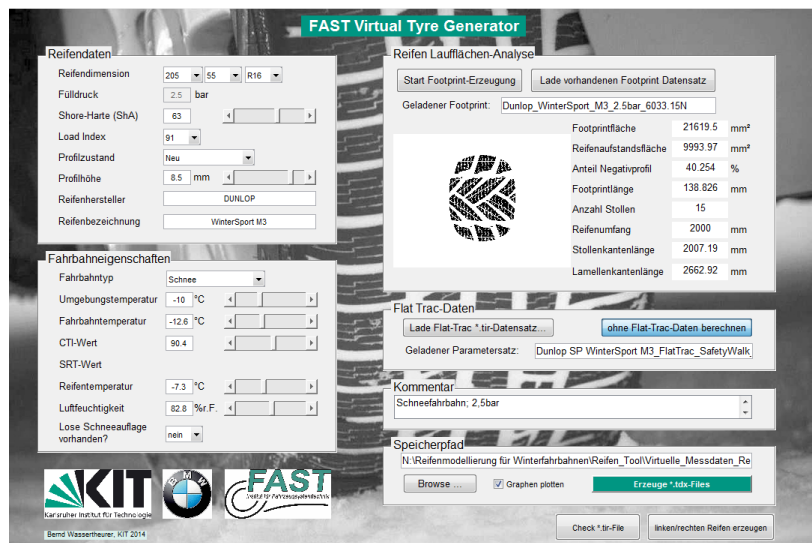 FAST Virtual Tyre Generator
Reifendaten
Reifendimension 205 55 R16
Fülldruck 2.5 bar
Shore-Harte (ShA) 63
Load Index 91
Profilzustand Neu
Profilhöhe 8.5 mm
Reifenhersteller DUNLOP
Reifenbezeichnung WinterSport M3
Fahrbahneigenschaften
Fahrbahntyp Schnee
Umgebungstemperatur -10 °C
Fahrbahntemperatur -12.6 °C
CTI-Wert 90.4
SRT-Wert
Reifentemperatur -7.3 °C
Luftfeuchtigkeit 82.8 %r.F.
Lose Schneeauflage
vorhanden? nein
KIT
Karlsruher Institut für Technologie
BMW
FAST
Institut für Fahrzeugsystemtechnik
Bernd Wassertheurer, KIT 2014
Reifen Laufflächen-Analyse
Start Footprint-Erzeugung Lade vorhandenen Footprint Datensatz
Geladener Footprint: Dunlop_WinterSport_M3_2.5bar_6033.15N
Footprintfläche 21619.5 mm²
Reifenaufstandsfläche 9993.97 mm²
Anteil Negativprofil 40.254 %
Footprintlänge 138.826 mm
Anzahl Stollen 15
Reifenumfang 2000 mm
Stollenkantenlänge 2007.19 mm
Lamellenkantenlänge 2662.92 mm
Flat Trac-Daten
Lade Flat-Trac *.tir-Datensatz... ohne Flat-Trac-Daten berechnen
Geladener Parametersatz: Dunlop SP WinterSport M3_FlatTrac_SafetyWalk_
Kommentar
Schneefahrbahn; 2,5bar
Speicherpfad
N:\Reifenmodellierung für Winterfahrbahnen\Reifen_Tool\Virtuelle_Messdaten_Re
Browse ... Graphen plotten Erzeuge *.tdx-Files
Check *.tir-File linken/rechten Reifen erzeugen